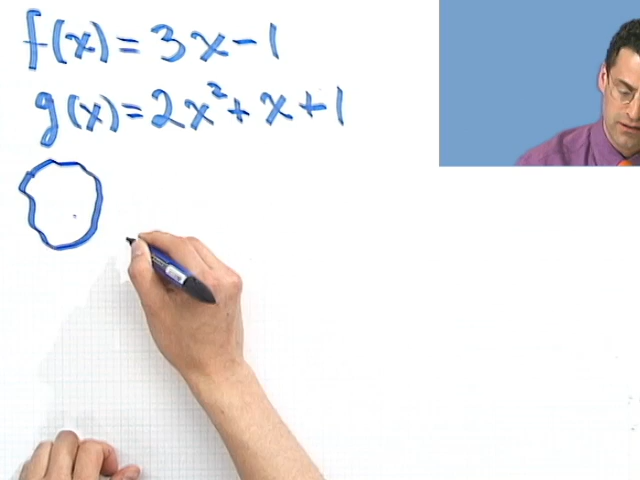 f(x) = 3x - 1
g(x) = 2x² + x + 1